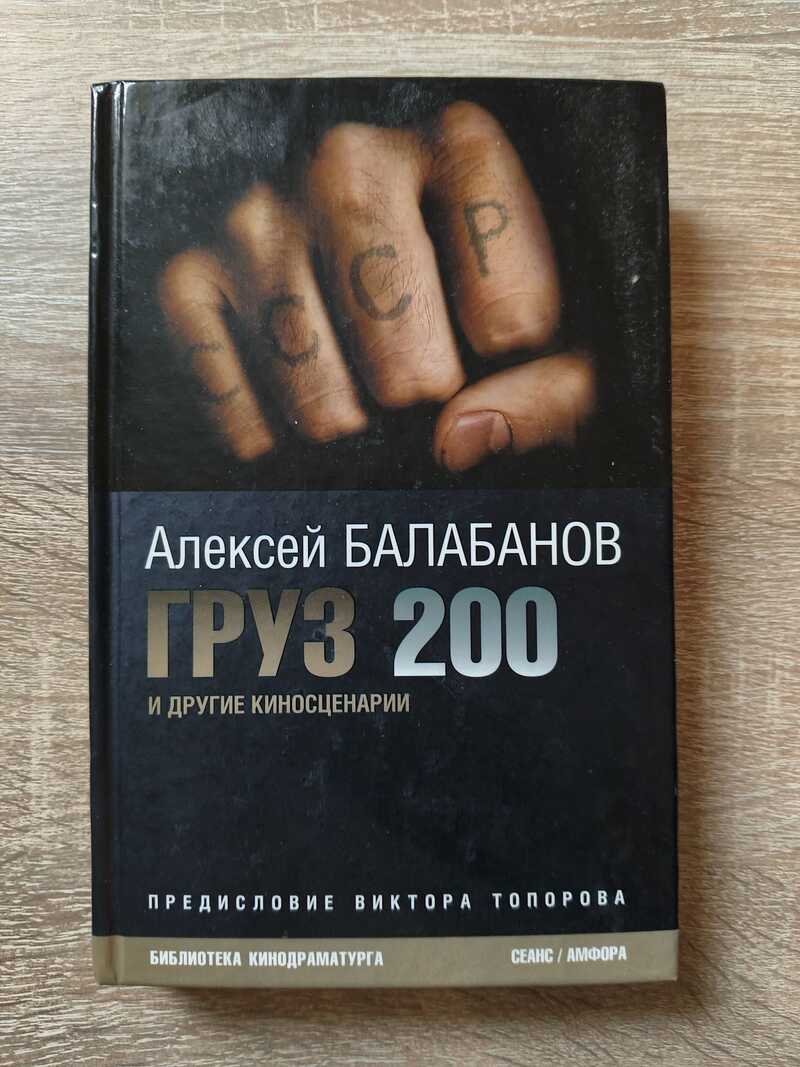 СССР
Алексей БАЛАБАНОВ
ГРУЗ 200
И ДРУГИЕ КИНОСЦЕНАРИИ
ПРЕДИСЛОВИЕ ВИКТОРА ТОПОРОВА
БИБЛИОТЕКА КИНОДРАМАТУРГА
СЕАНС / АМФОРА